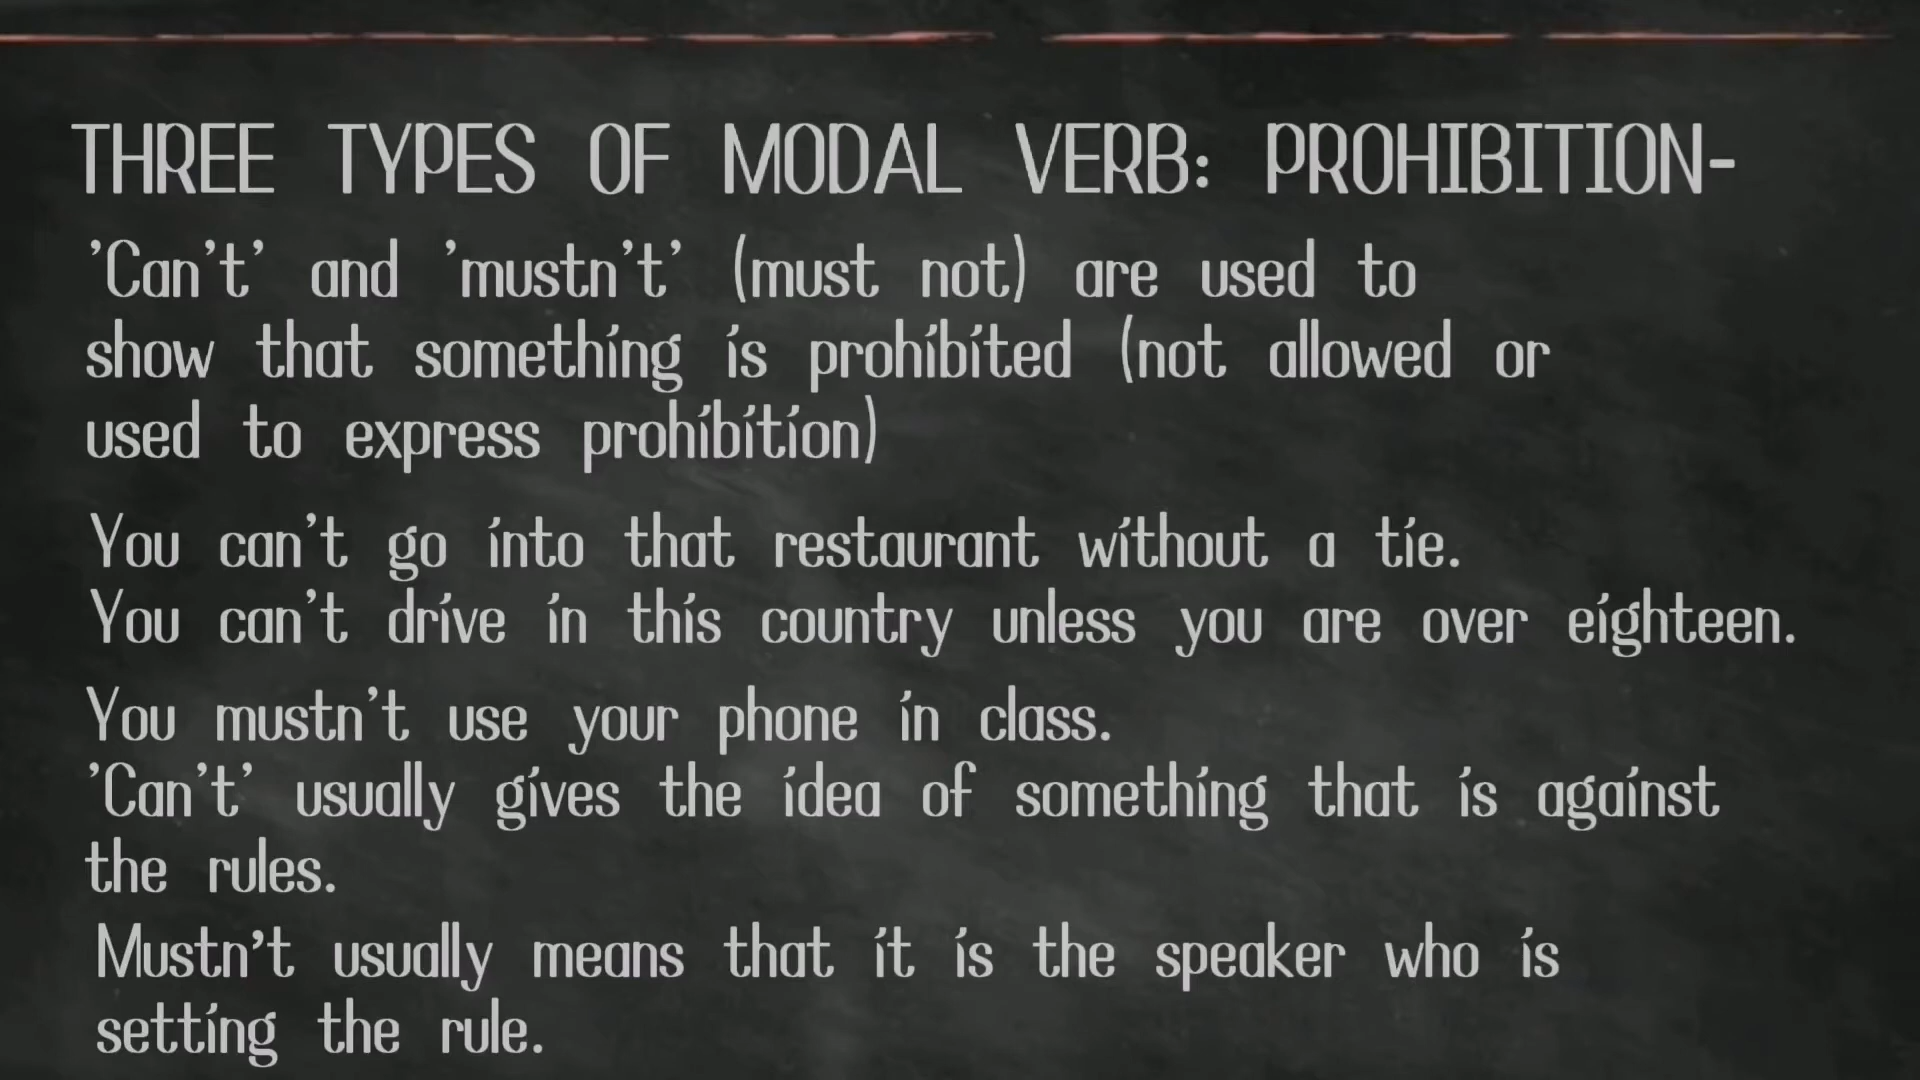 THREE TYPES OF MODAL VERB: PROHIBITION-
'Can't' and 'mustn't' (must not) are used to
show that something is prohibited (not allowed or
used to express prohibition)
You can't go into that restaurant without a tie.
You can't drive in this country unless you are over eighteen.
You mustn't use your phone in class.
'Can't' usually gives the idea of something that is against
the rules.
Mustn't usually means that it is the speaker who is
setting the rule.